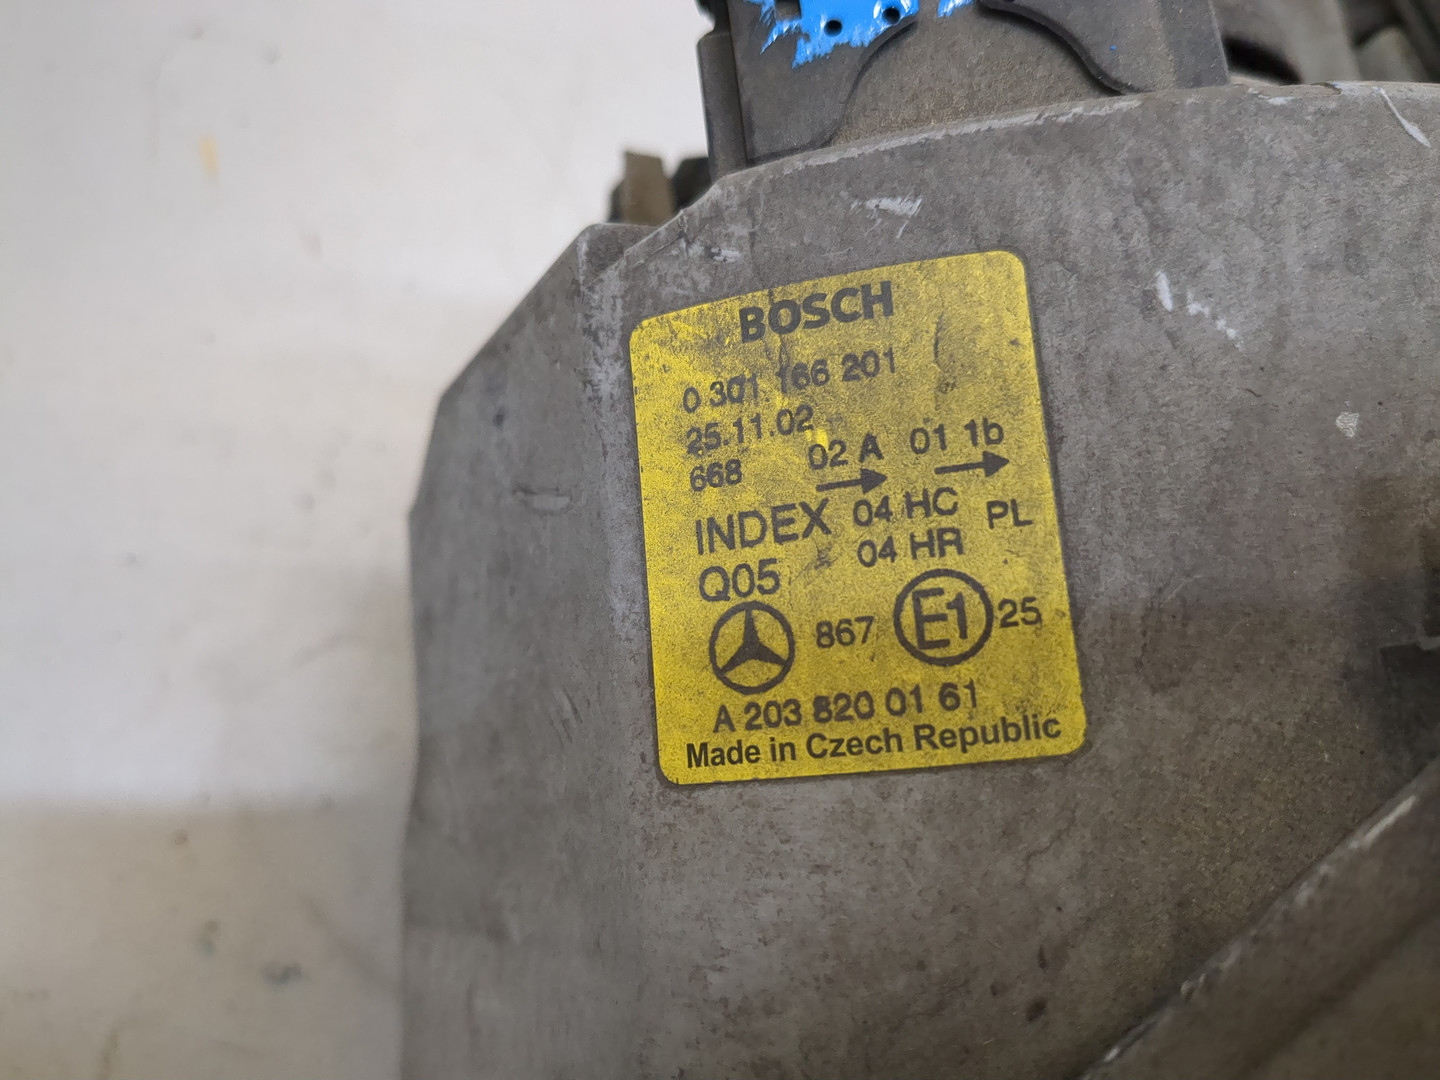 BOSCH
0 301 166 201
25.11.02
668 02 A 01 1b
INDEX 04 HC PL
Q05 04 HR
867 E1 25
A 203 820 01 61
Made in Czech Republic